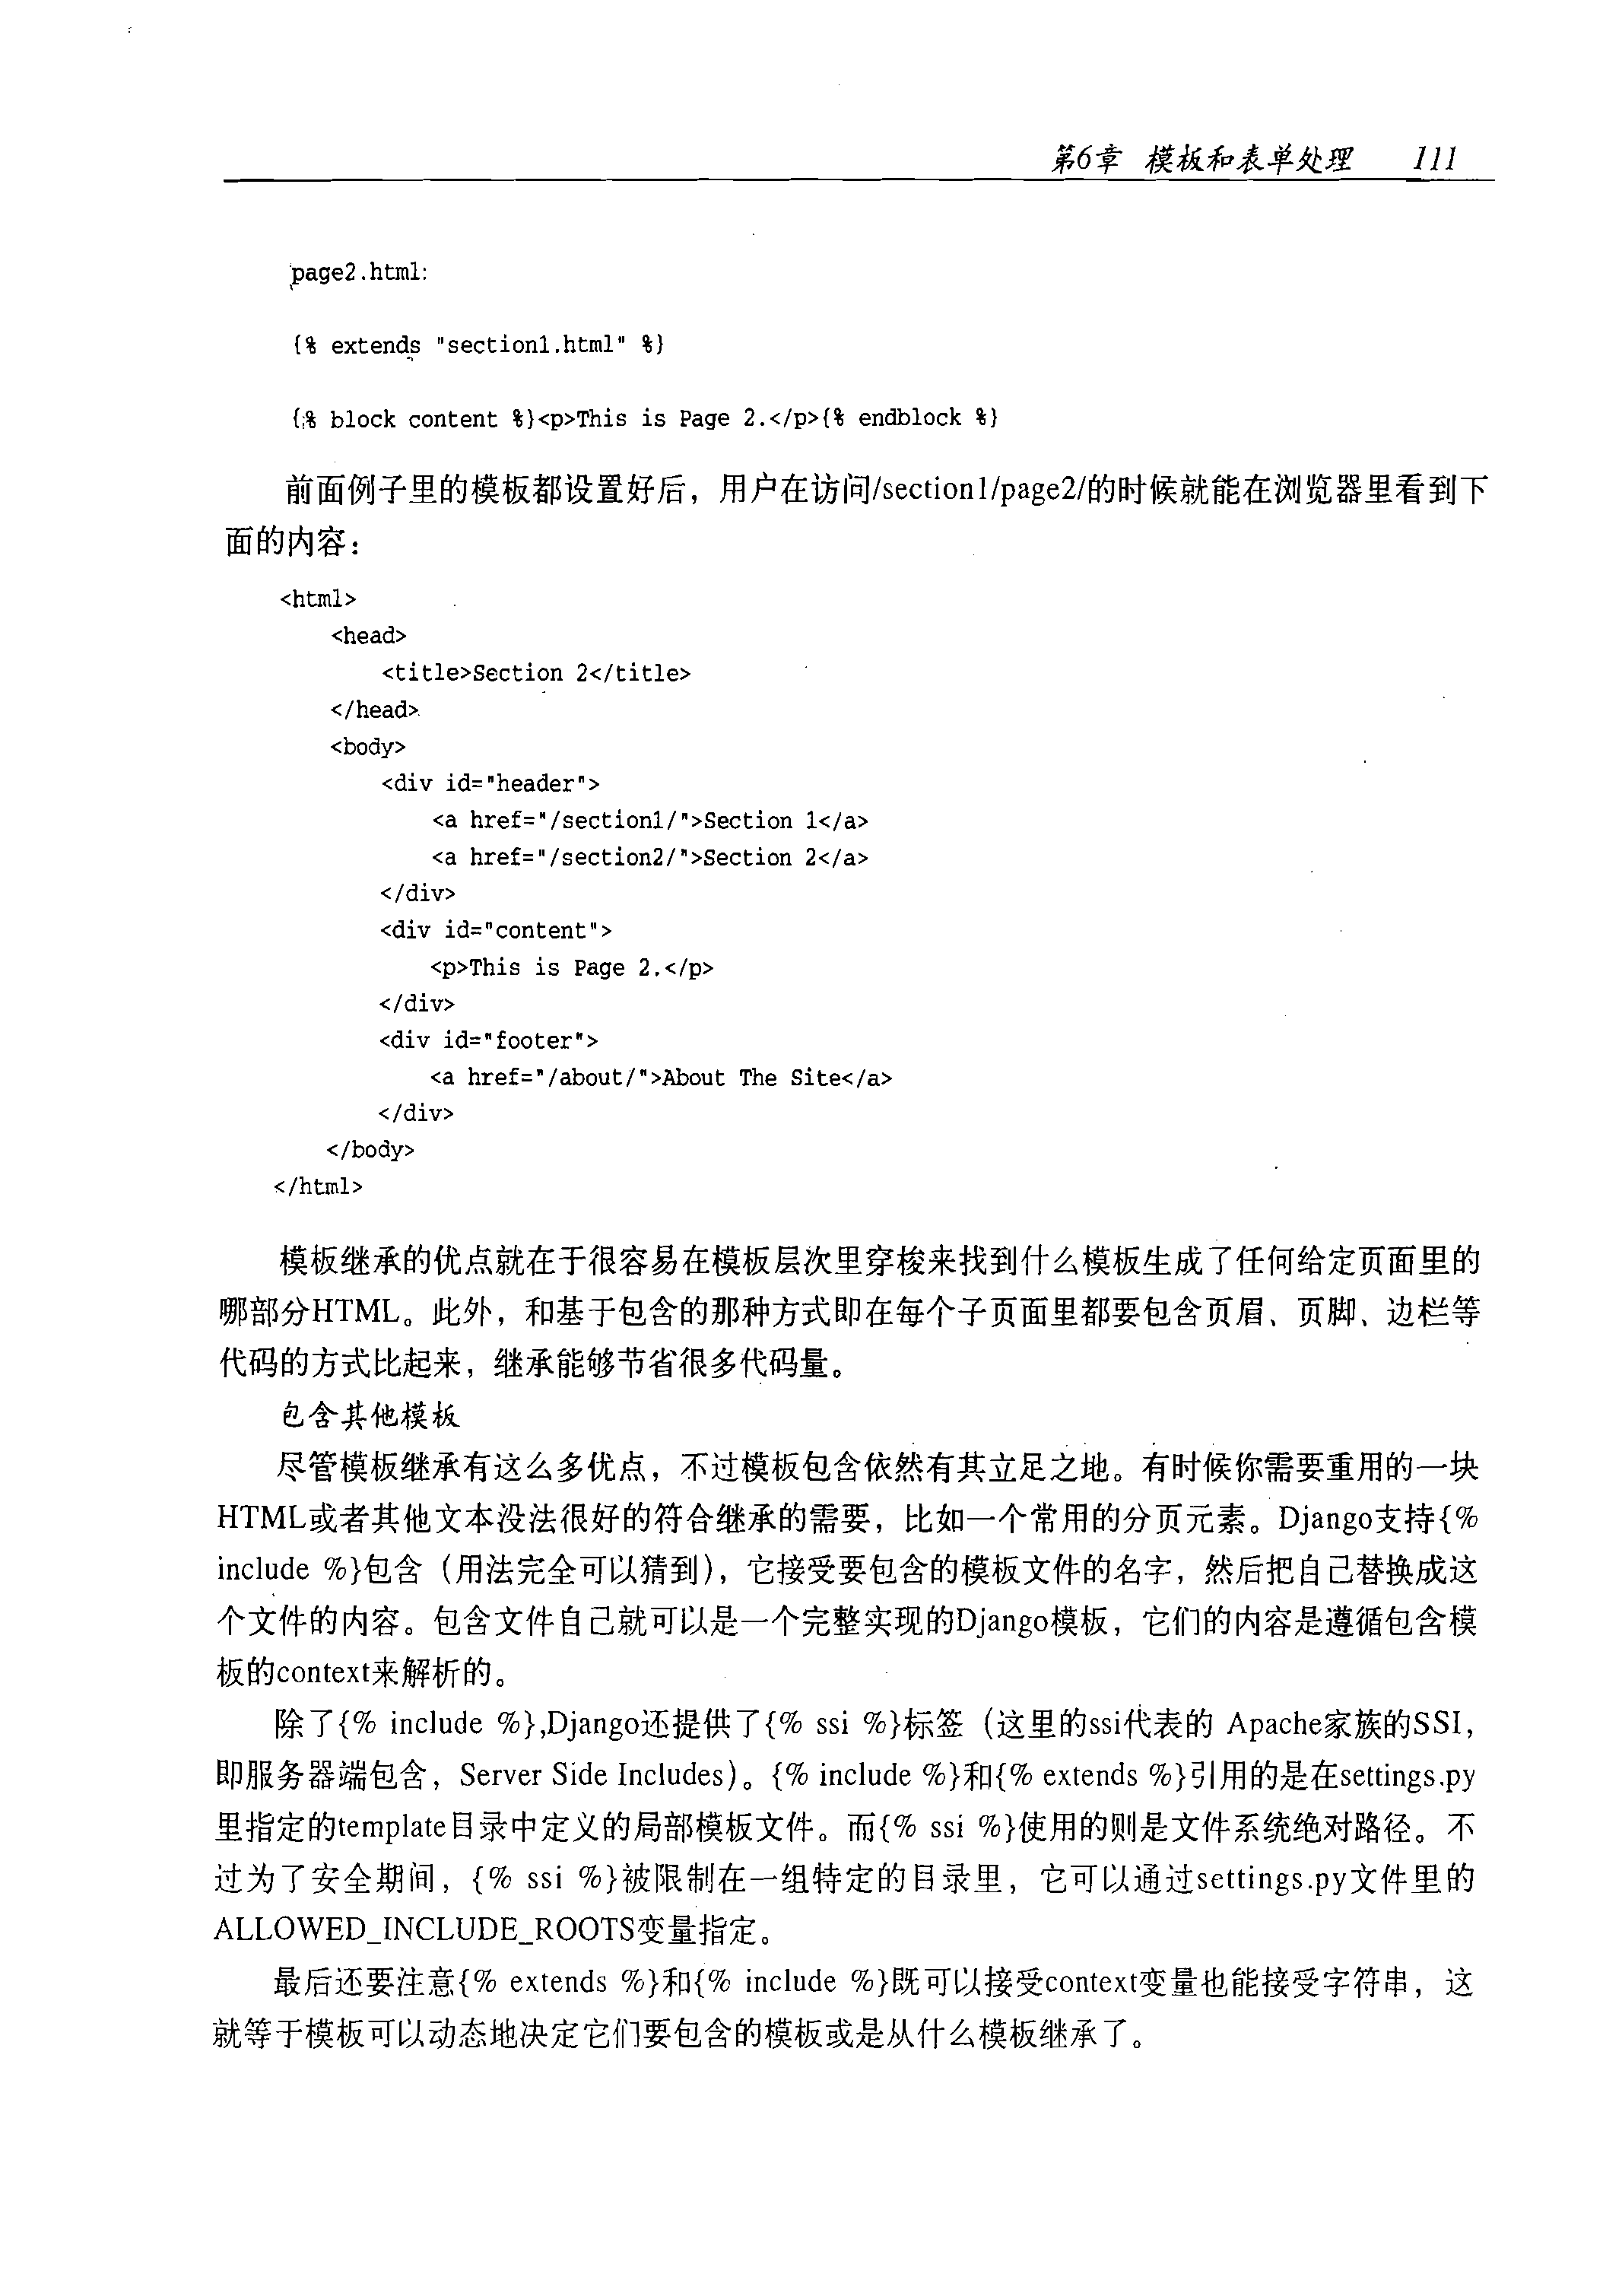 第6章 模板和表单处理 111
page2.html:
{% extends "section1.html" %}
{% block content %}<p>This is Page 2.</p>{% endblock %}
前面例子里的模板都设置好后，用户在访问/section1/page2/的时候就能在浏览器里看到下
面的内容：
<html>
<head>
<title>Section 2</title>
</head>
<body>
<div id="header">
<a href="/section1/">Section 1</a>
<a href="/section2/">Section 2</a>
</div>
<div id="content">
<p>This is Page 2.</p>
</div>
<div id="footer">
<a href="/about/">About The Site</a>
</div>
</body>
</html>
模板继承的优点就在于很容易在模板层次里穿梭来找到什么模板生成了任何给定页面里的
哪部分HTML。此外，和基于包含的那种方式即在每个子页面里都要包含页眉、页脚、边栏等
代码的方式比起来，继承能够节省很多代码量。
包含其他模板
尽管模板继承有这么多优点，不过模板包含依然有其立足之地。有时候你需要重用的一块
HTML或者其他文本没法很好的符合继承的需要，比如一个常用的分页元素。Django支持{%
include %}包含（用法完全可以猜到），它接受要包含的模板文件的名字，然后把自己替换成这
个文件的内容。包含文件自己就可以是一个完整实现的Django模板，它们的内容是遵循包含模
板的context来解析的。
除了{% include %},Django还提供了{% ssi %}标签（这里的ssi代表的 Apache家族的SSI，
即服务器端包含，Server Side Includes）。{% include %}和{% extends %}引用的是在settings.py
里指定的template目录中定义的局部模板文件。而{% ssi %}使用的则是文件系统绝对路径。不
过为了安全期间，{% ssi %}被限制在一组特定的目录里，它可以通过settings.py文件里的
ALLOWED_INCLUDE_ROOTS变量指定。
最后还要注意{% extends %}和{% include %}既可以接受context变量也能接受字符串，这
就等于模板可以动态地决定它们要包含的模板或是从什么模板继承了。